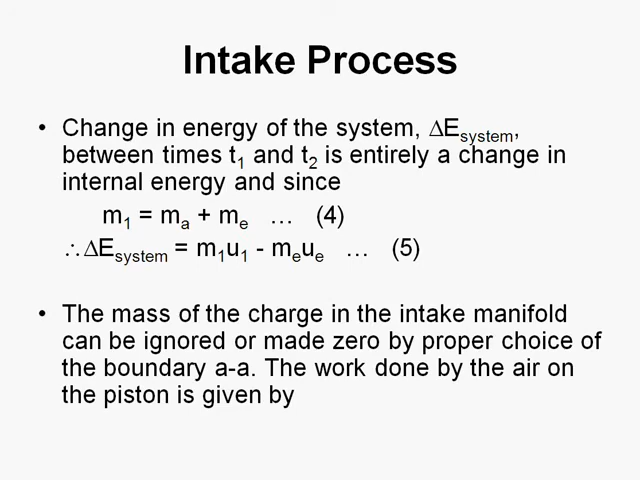 Intake Process
• Change in energy of the system, ∆E_system,
between times t₁ and t₂ is entirely a change in
internal energy and since
m₁ = mₐ + mₑ … (4)
∴∆E_system = m₁u₁ - mₑuₑ … (5)
• The mass of the charge in the intake manifold
can be ignored or made zero by proper choice of
the boundary a-a. The work done by the air on
the piston is given by